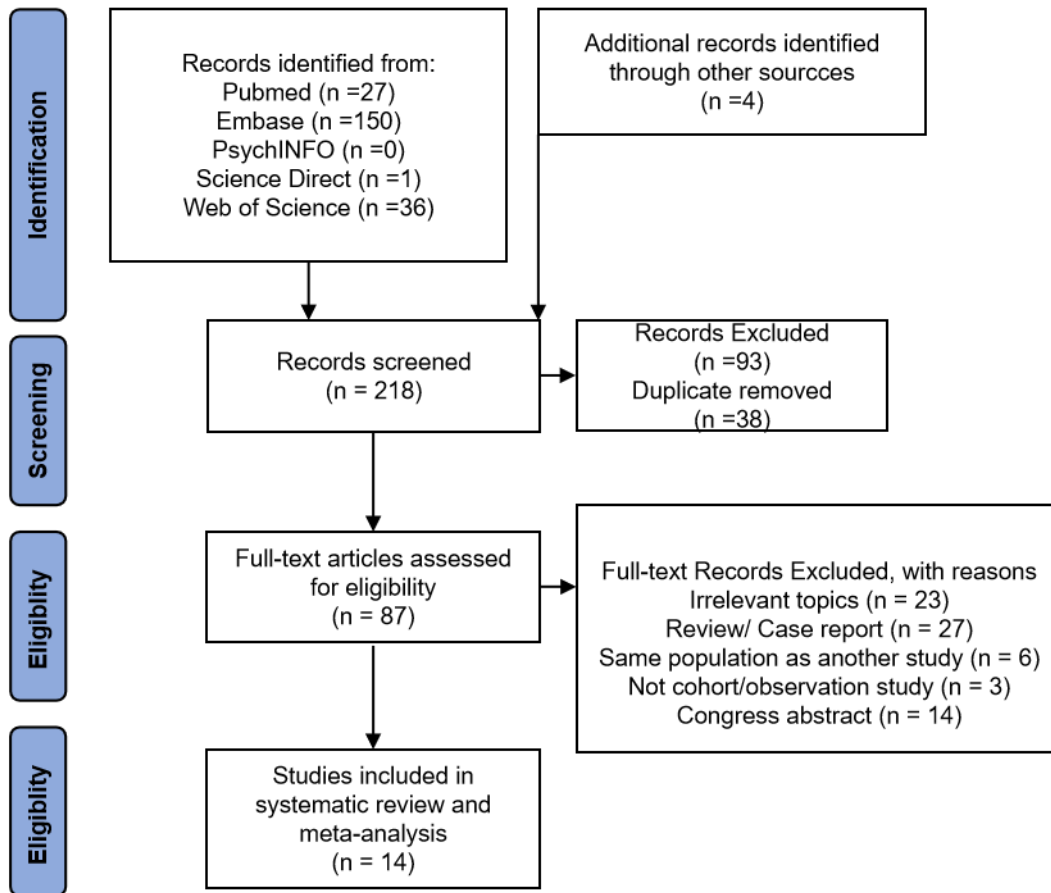 Identification
Records identified from:
Pubmed (n =27)
Embase (n =150)
PsychINFO (n =0)
Science Direct (n =1)
Web of Science (n =36)
Additional records identified
through other sourcces
(n =4)
Screening
Records screened
(n = 218)
Records Excluded
(n =93)
Duplicate removed
(n =38)
Eligiblity
Full-text articles assessed
for eligibility
(n = 87)
Full-text Records Excluded, with reasons
Irrelevant topics (n = 23)
Review/ Case report (n = 27)
Same population as another study (n = 6)
Not cohort/observation study (n = 3)
Congress abstract (n = 14)
Eligiblity
Studies included in
systematic review and
meta-analysis
(n = 14)